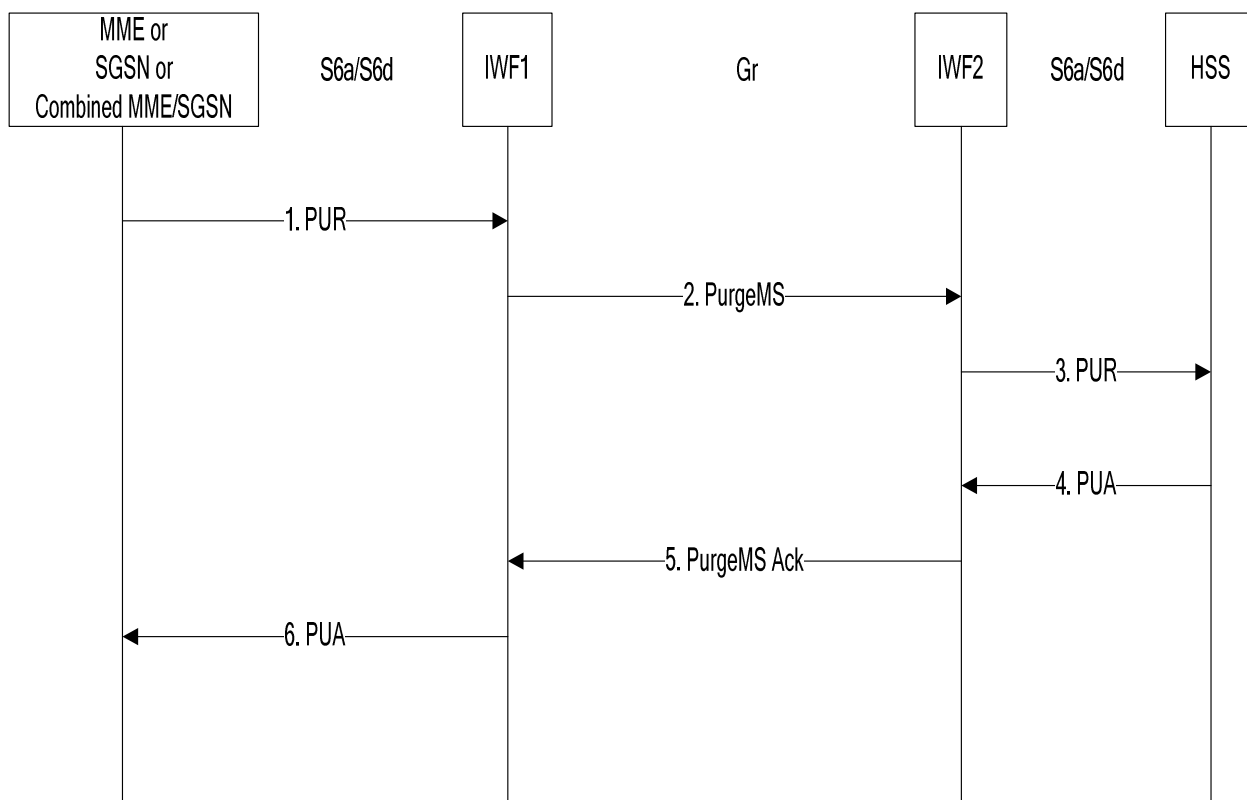 MME or
SGSN or
Combined MME/SGSN
S6a/S6d
IWF1
Gr
IWF2
S6a/S6d
HSS
1. PUR
2. PurgeMS
3. PUR
4. PUA
5. PurgeMS Ack
6. PUA